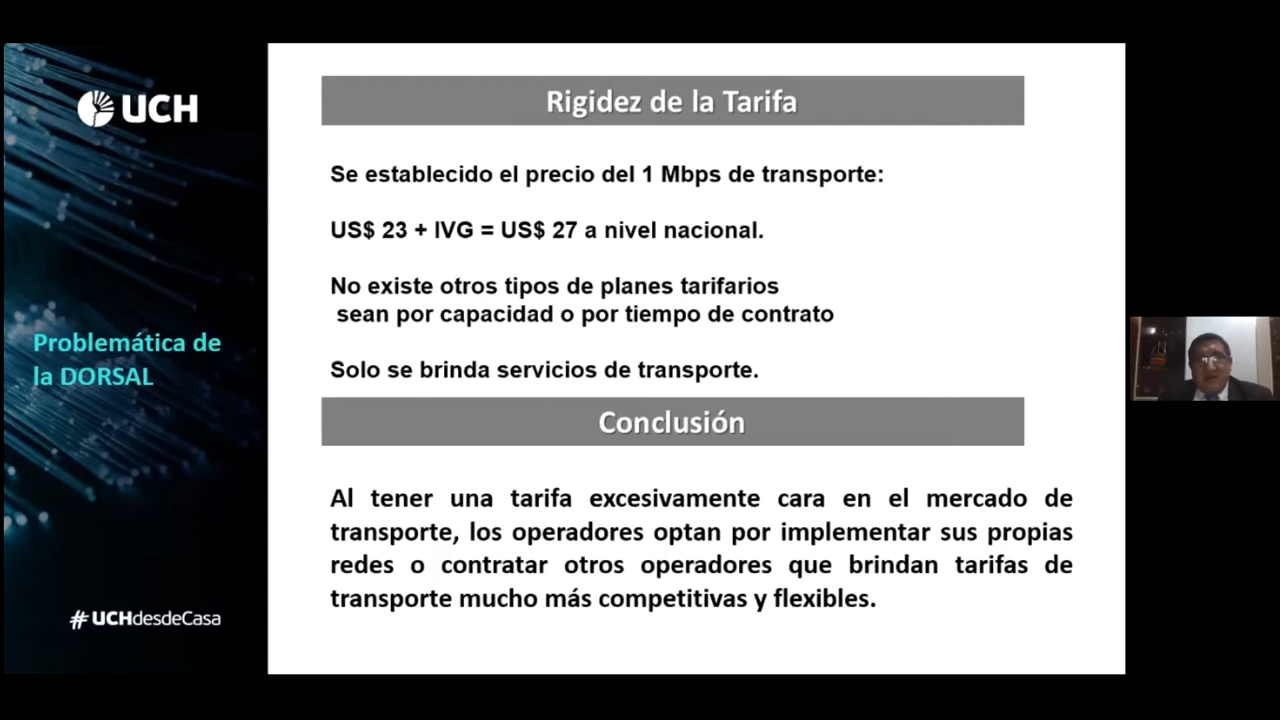 UCH
Problemática de
la DORSAL
#UCHdesdeCasa
Rigidez de la Tarifa
Se establecido el precio del 1 Mbps de transporte:
US$ 23 + IVG = US$ 27 a nivel nacional.
No existe otros tipos de planes tarifarios
sean por capacidad o por tiempo de contrato
Solo se brinda servicios de transporte.
Conclusión
Al tener una tarifa excesivamente cara en el mercado de
transporte, los operadores optan por implementar sus propias
redes o contratar otros operadores que brindan tarifas de
transporte mucho más competitivas y flexibles.